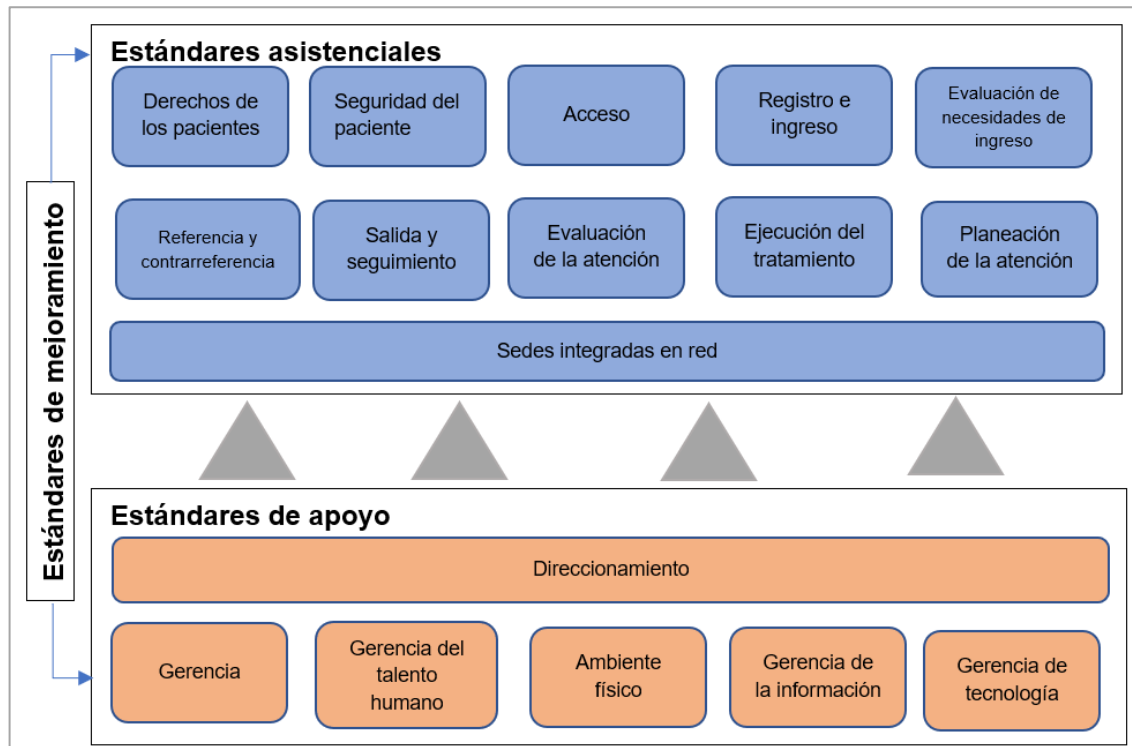 Estándares de mejoramiento
Estándares asistenciales
Derechos de
los pacientes
Seguridad del
paciente
Acceso
Registro e
ingreso
Evaluación de
necesidades de
ingreso
Referencia y
contrarreferencia
Salida y
seguimiento
Evaluación
de la atención
Ejecución del
tratamiento
Planeación
de la atención
Sedes integradas en red
Estándares de apoyo
Direccionamiento
Gerencia
Gerencia del
talento
humano
Ambiente
físico
Gerencia de
la información
Gerencia de
tecnología